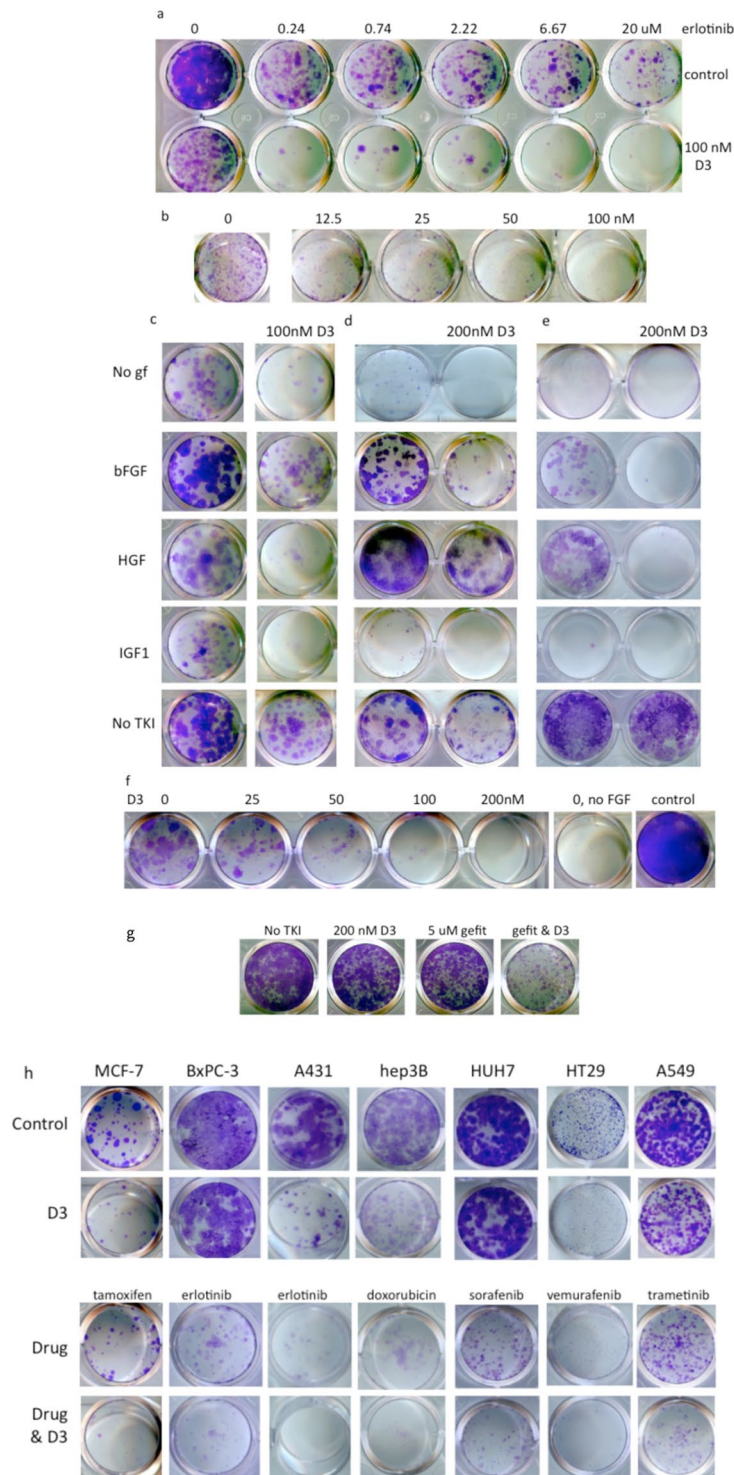 a
0 0.24 0.74 2.22 6.67 20 uM erlotinib
control
100 nM
D3
b
0 12.5 25 50 100 nM
c 100nM D3 d 200nM D3 e 200nM D3
No gf
bFGF
HGF
IGF1
No TKI
f
D3 0 25 50 100 200nM 0, no FGF control
g
No TKI 200 nM D3 5 uM gefit gefit & D3
h
MCF-7 BxPC-3 A431 hep3B HUH7 HT29 A549
Control
D3
tamoxifen erlotinib erlotinib doxorubicin sorafenib vemurafenib trametinib
Drug
Drug
& D3